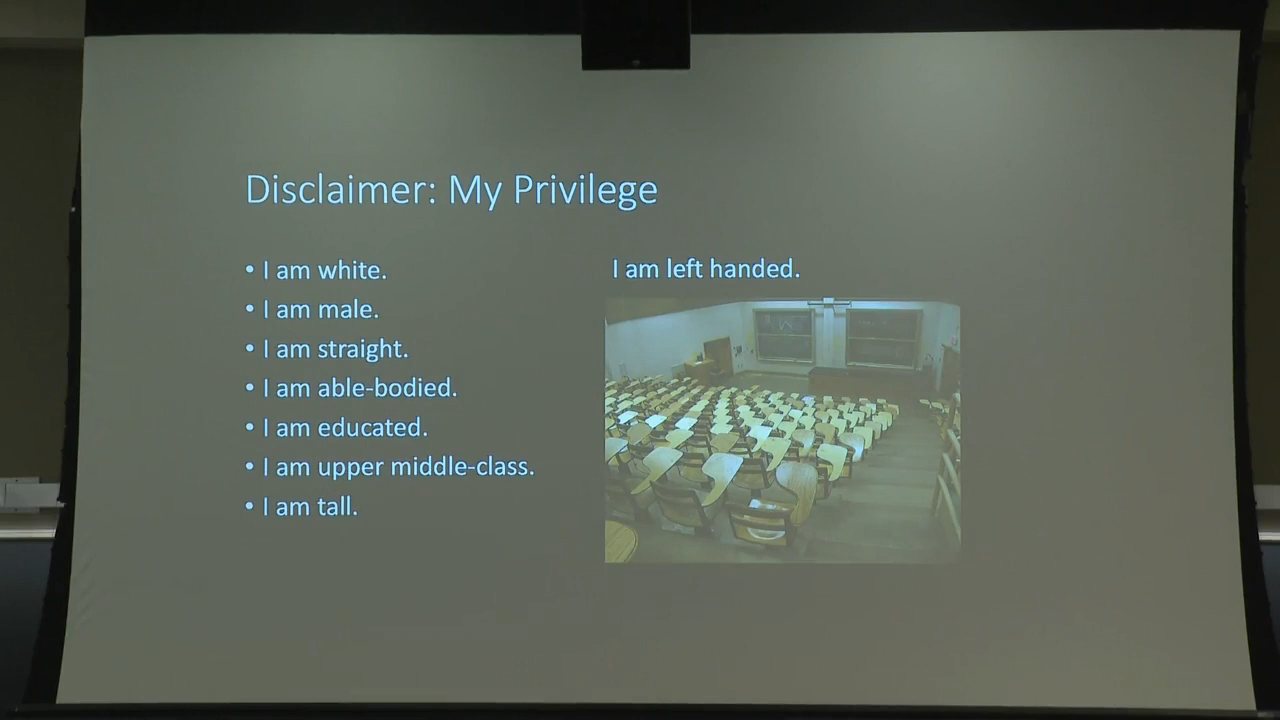 Disclaimer: My Privilege
• I am white.
• I am male.
• I am straight.
• I am able-bodied.
• I am educated.
• I am upper middle-class.
• I am tall.
I am left handed.